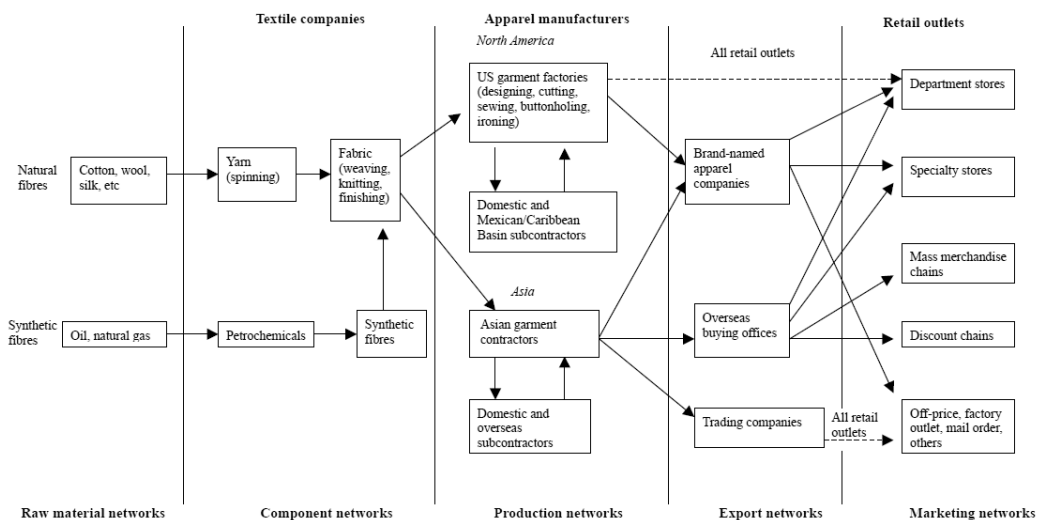 Textile companies
Apparel manufacturers
Retail outlets
North America
All retail outlets
US garment factories
(designing, cutting,
sewing, buttonholing,
ironing)
Department stores
Natural
fibres
Cotton, wool,
silk, etc
Yarn
(spinning)
Fabric
(weaving,
knitting,
finishing)
Brand-named
apparel
companies
Specialty stores
Domestic and
Mexican/Caribbean
Basin subcontractors
Mass merchandise
chains
Asia
Synthetic
fibres
Oil, natural gas
Petrochemicals
Synthetic
fibres
Asian garment
contractors
Overseas
buying offices
Discount chains
Domestic and
overseas
subcontractors
Trading companies
All retail
outlets
Off-price, factory
outlet, mail order,
others
Raw material networks
Component networks
Production networks
Export networks
Marketing networks